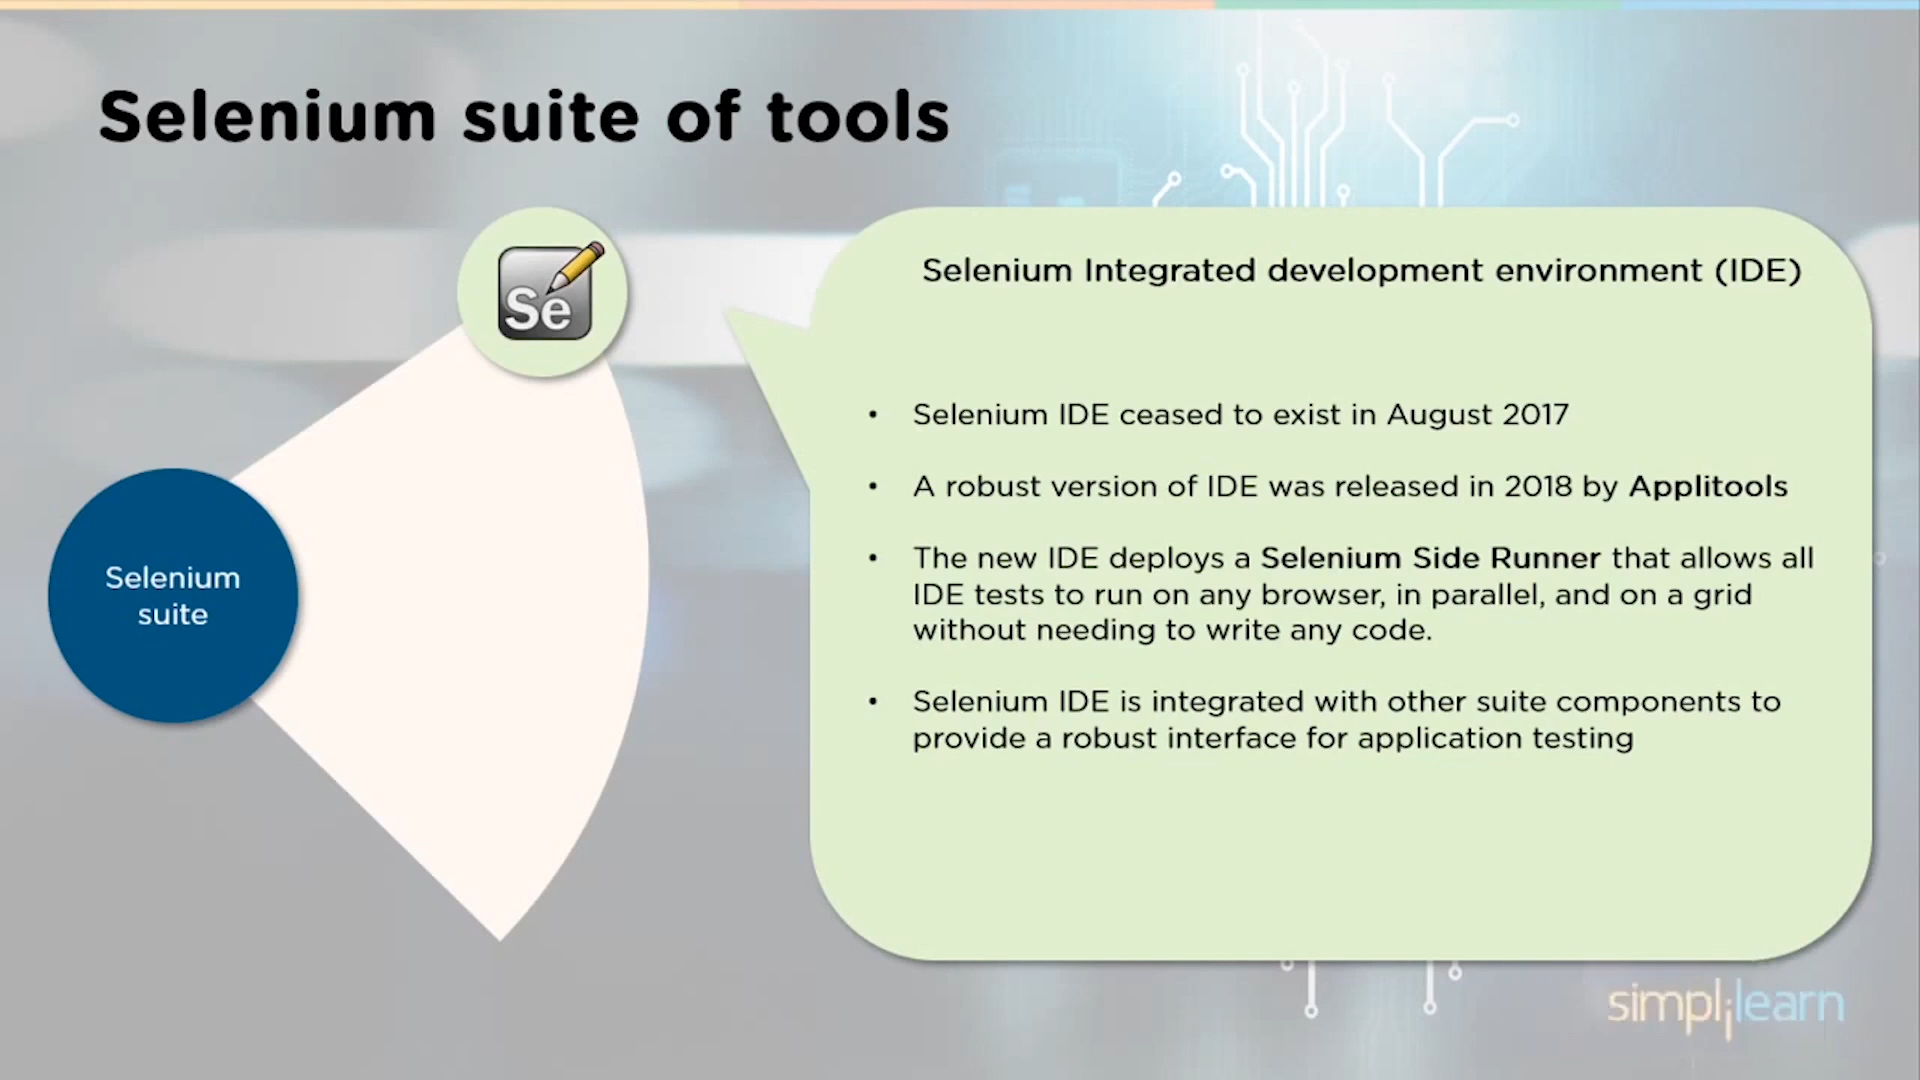 Selenium suite of tools
Se
Selenium
suite
Selenium Integrated development environment (IDE)
• Selenium IDE ceased to exist in August 2017
• A robust version of IDE was released in 2018 by Applitools
• The new IDE deploys a Selenium Side Runner that allows all
IDE tests to run on any browser, in parallel, and on a grid
without needing to write any code.
• Selenium IDE is integrated with other suite components to
provide a robust interface for application testing
simplilearn